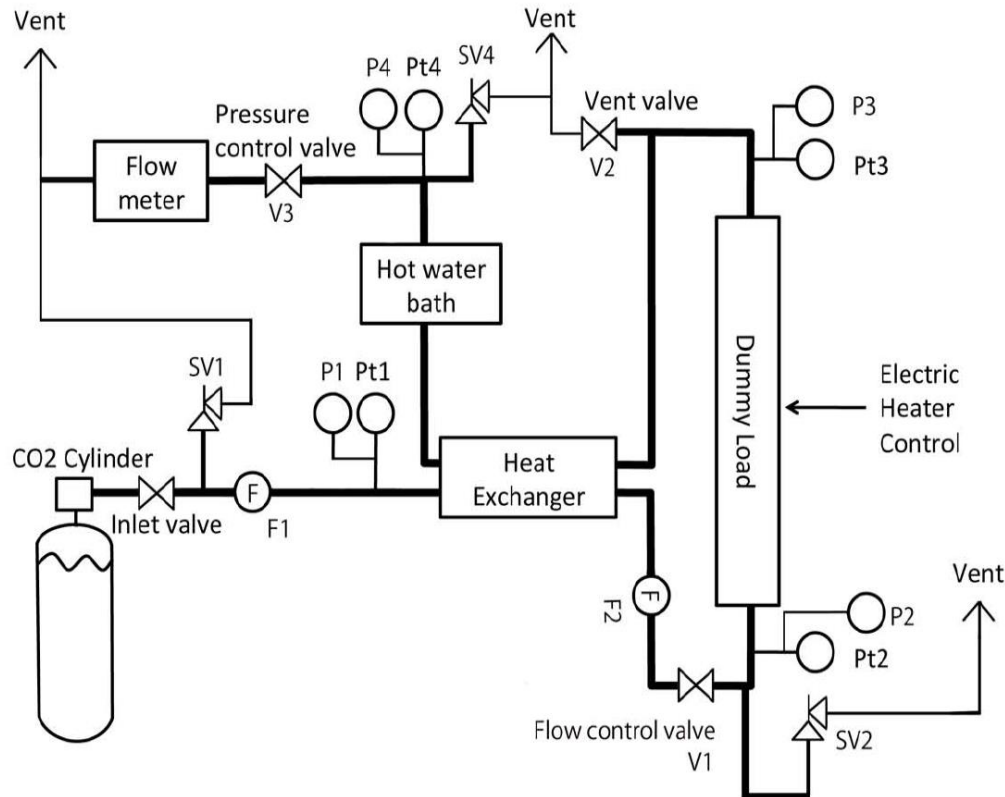 Vent
Vent
P4
Pt4
SV4
P3
Pressure
control valve
Vent valve
Flow
meter
V3
V2
Pt3
Hot water
bath
SV1
P1
Pt1
Dummy Load
Electric
Heater
Control
CO2 Cylinder
Heat
Exchanger
F
Inlet valve
F1
Vent
F
F2
P2
Pt2
Flow control valve
V1
SV2